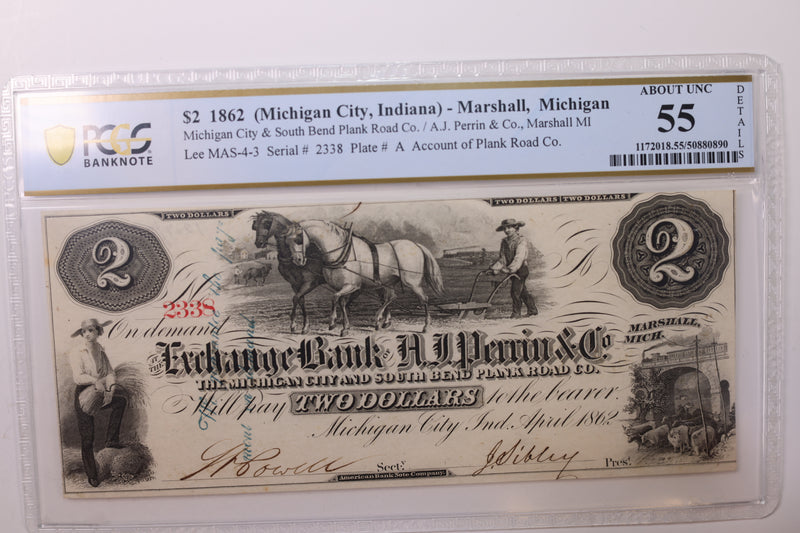 $2 1862 (Michigan City, Indiana) - Marshall, Michigan
Michigan City & South Bend Plank Road Co. / A.J. Perrin & Co., Marshall MI
Lee MAS-4-3 Serial # 2338 Plate # A Account of Plank Road Co.
PCGS
BANKNOTE
ABOUT UNC
55
DETAILS
1172018.55/50880890
TWO DOLLARS
TWO DOLLARS TWO DOLLARS
2
2
No
A
2338
On demand
AT THE Exchange Bank OF A.J. Perrin & Co.
MARSHALL,
MICH.
THE MICHIGAN CITY AND SOUTH BEND PLANK ROAD CO.
Will pay TWO DOLLARS to the bearer
Michigan City Ind. April 1862
Secty.
J. Sibley
Pres.
American Bank Note Company.